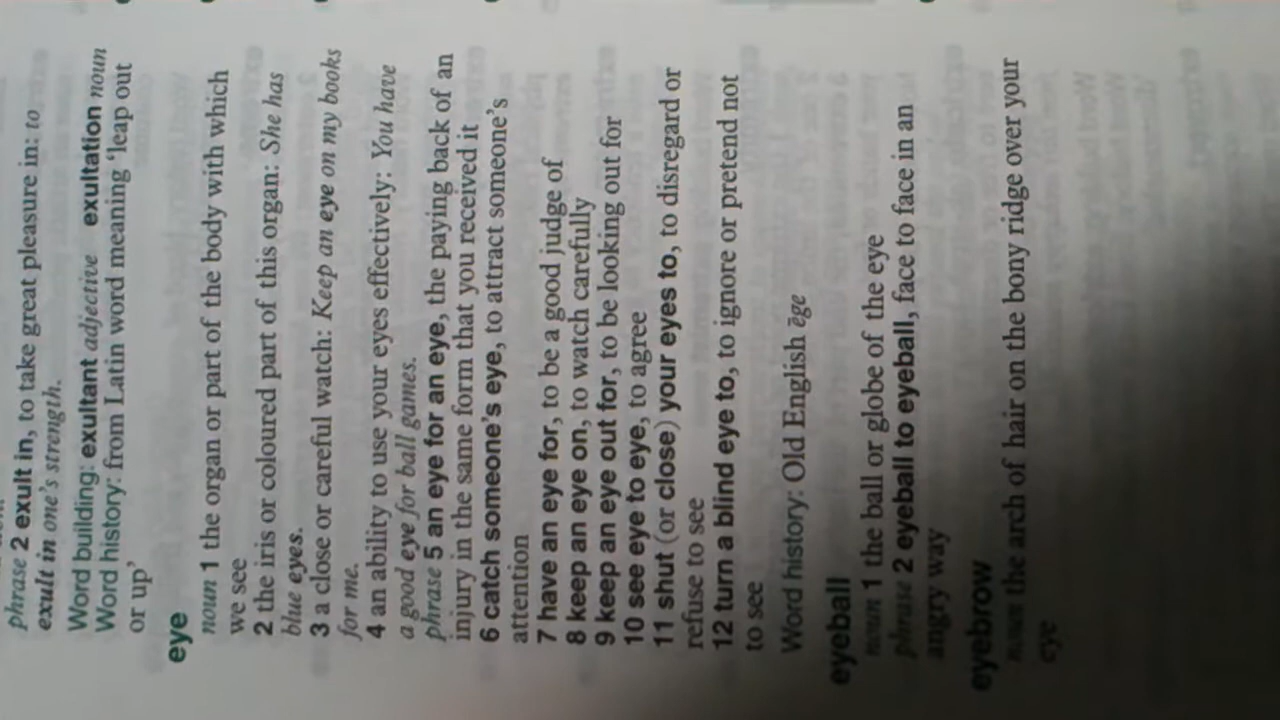 phrase 2 exult in, to take great pleasure in: to
exult in one's strength.
Word building: exultant adjective exultation noun
Word history: from Latin word meaning 'leap out
or up'
eye
noun 1 the organ or part of the body with which
we see
2 the iris or coloured part of this organ: She has
blue eyes.
3 a close or careful watch: Keep an eye on my books
for me.
4 an ability to use your eyes effectively: You have
a good eye for ball games.
phrase 5 an eye for an eye, the paying back of an
injury in the same form that you received it
6 catch someone's eye, to attract someone's
attention
7 have an eye for, to be a good judge of
8 keep an eye on, to watch carefully
9 keep an eye out for, to be looking out for
10 see eye to eye, to agree
11 shut (or close) your eyes to, to disregard or
refuse to see
12 turn a blind eye to, to ignore or pretend not
to see
Word history: Old English ēge
eyeball
noun 1 the ball or globe of the eye
phrase 2 eyeball to eyeball, face to face in an
angry way
eyebrow
noun the arch of hair on the bony ridge over your
eye